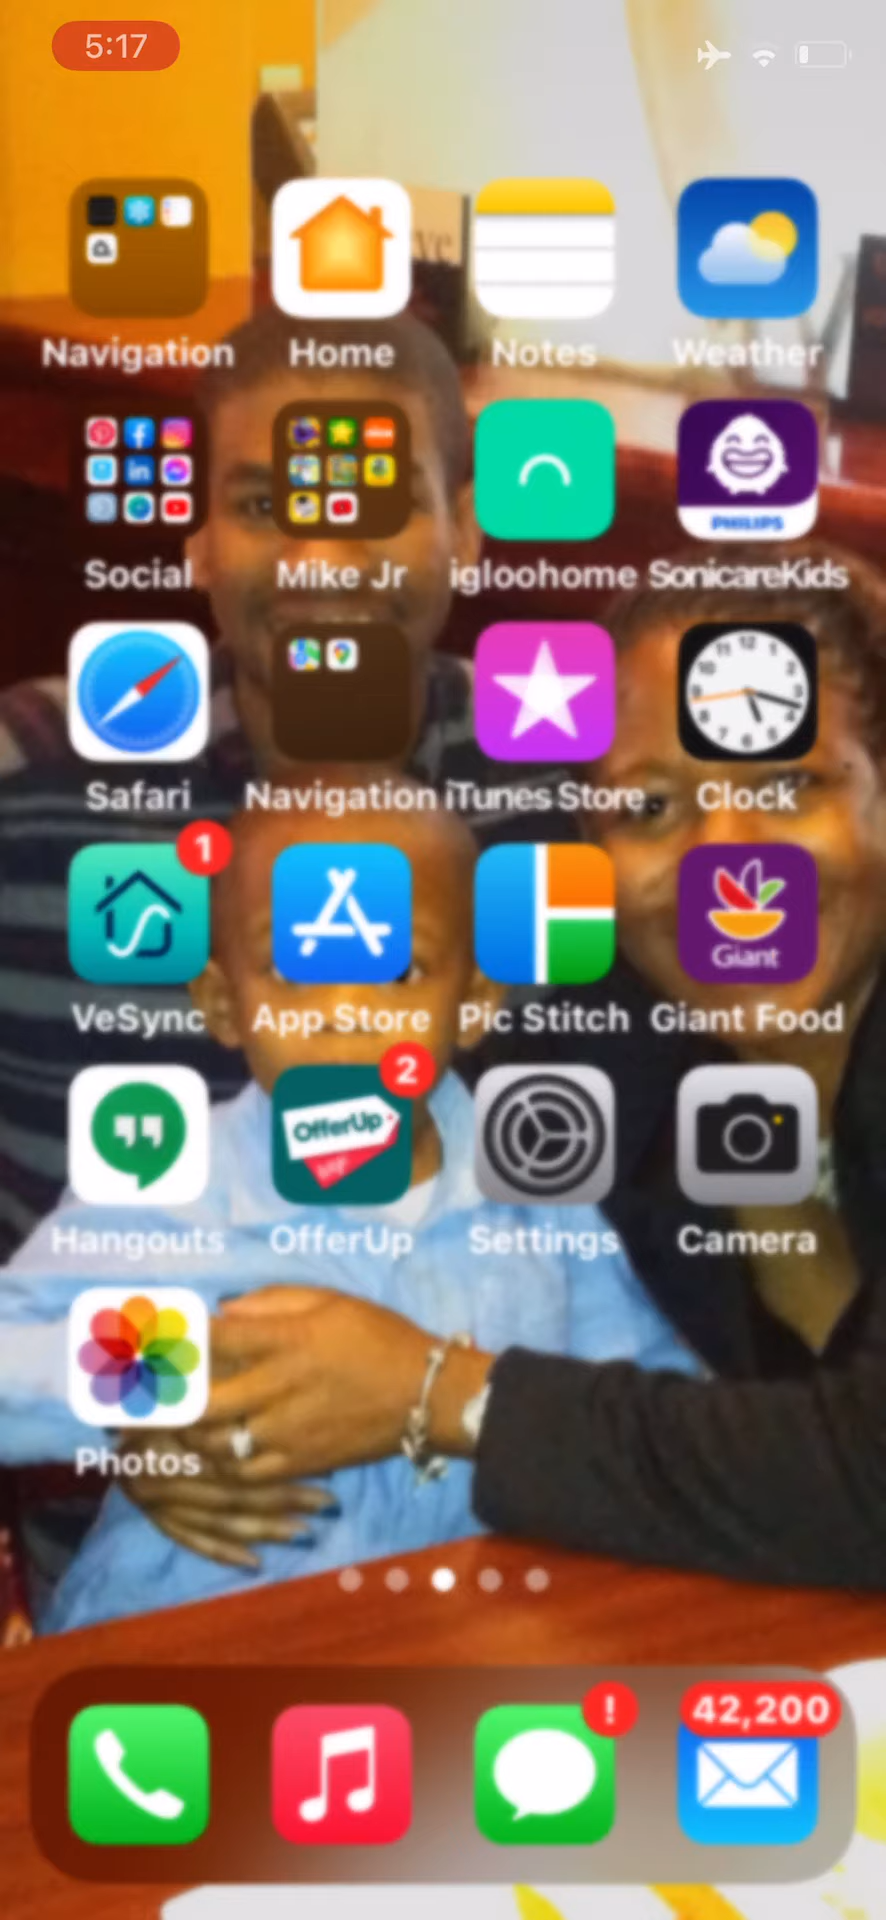 5:17
Navigation Home Notes Weather
PHILIPS
Social Mike Jr igloohome SonicareKids
Safari Navigation iTunes Store Clock
1
Giant
VeSync App Store Pic Stitch Giant Food
2
OfferUp
Hangouts OfferUp Settings Camera
Photos
! 42,200